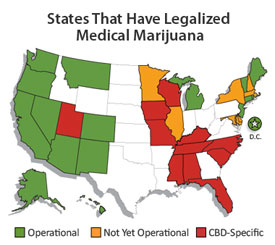 States That Have Legalized
Medical Marijuana
D.C.
Operational
Not Yet Operational
CBD-Specific